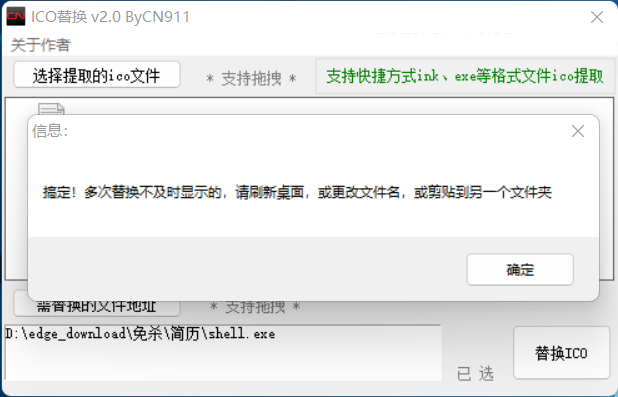 ICO替换 v2.0 ByCN911
关于作者
选择提取的ico文件
* 支持拖拽 *
支持快捷方式ink、exe等格式文件ico提取
信息:
搞定！多次替换不及时显示的，请刷新桌面，或更改文件名，或剪贴到另一个文件夹
确定
需替换的文件地址
* 支持拖拽 *
D:\edge_download\免杀\简历\shell.exe
已 选
替换ICO